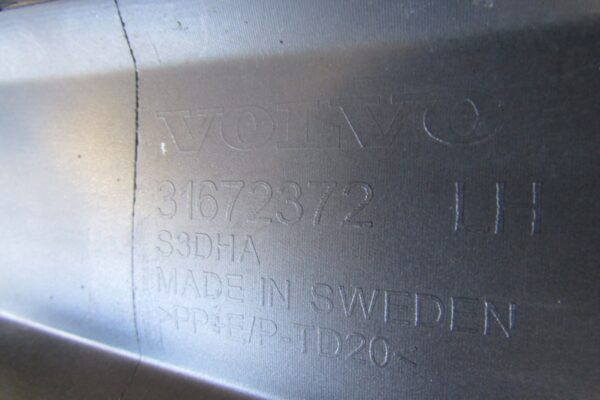 VOLVO
31672372 LH
S3DHA
MADE IN SWEDEN
>PP+E/P-TD20<